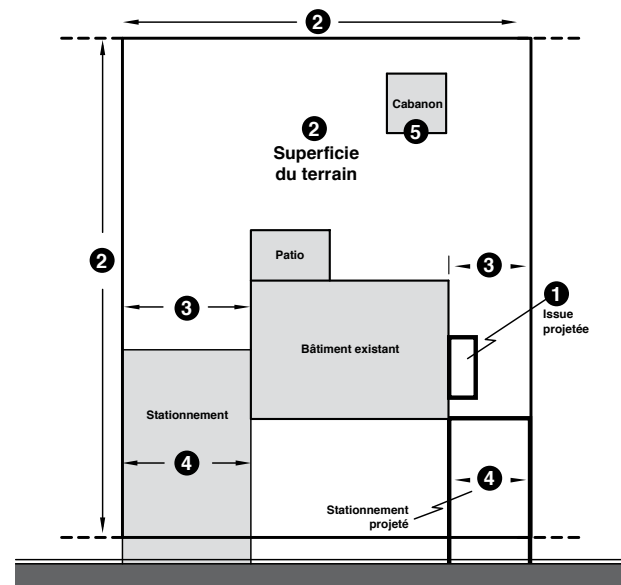 2
Cabanon
5
2
Superficie
du terrain
Patio
2
3
3
1
Issue
projetée
Bâtiment existant
Stationnement
4
4
Stationnement
projeté